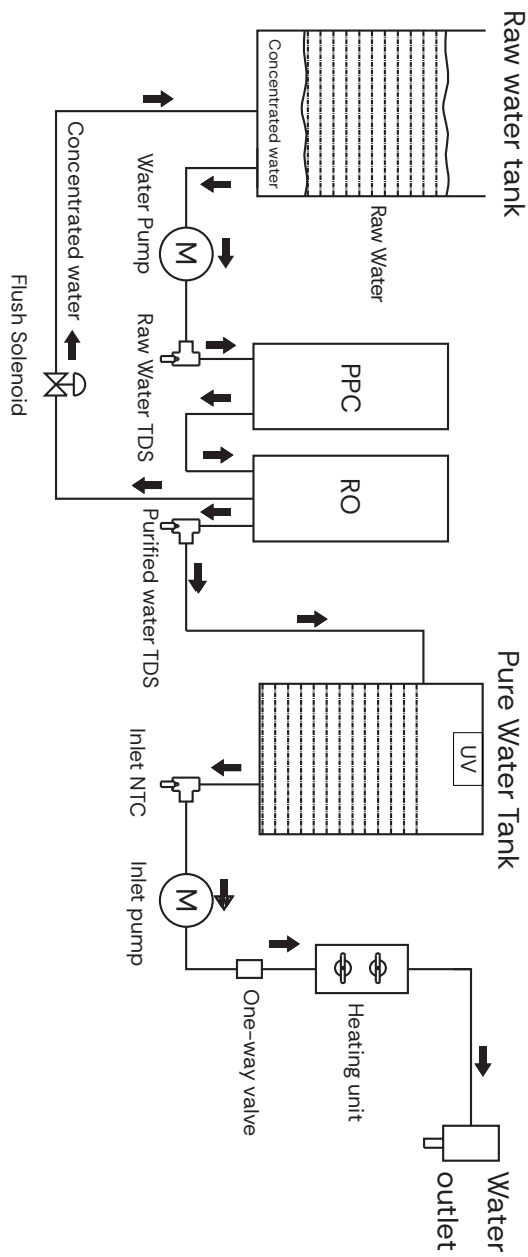 Raw water tank
Concentrated water
Raw Water
Concentrated water
Water Pump
M
Raw Water TDS
Flush Solenoid
PPC
RO
Purified water TDS
Pure Water Tank
UV
Inlet NTC
M
Inlet pump
One-way valve
Heating unit
Water
outlet